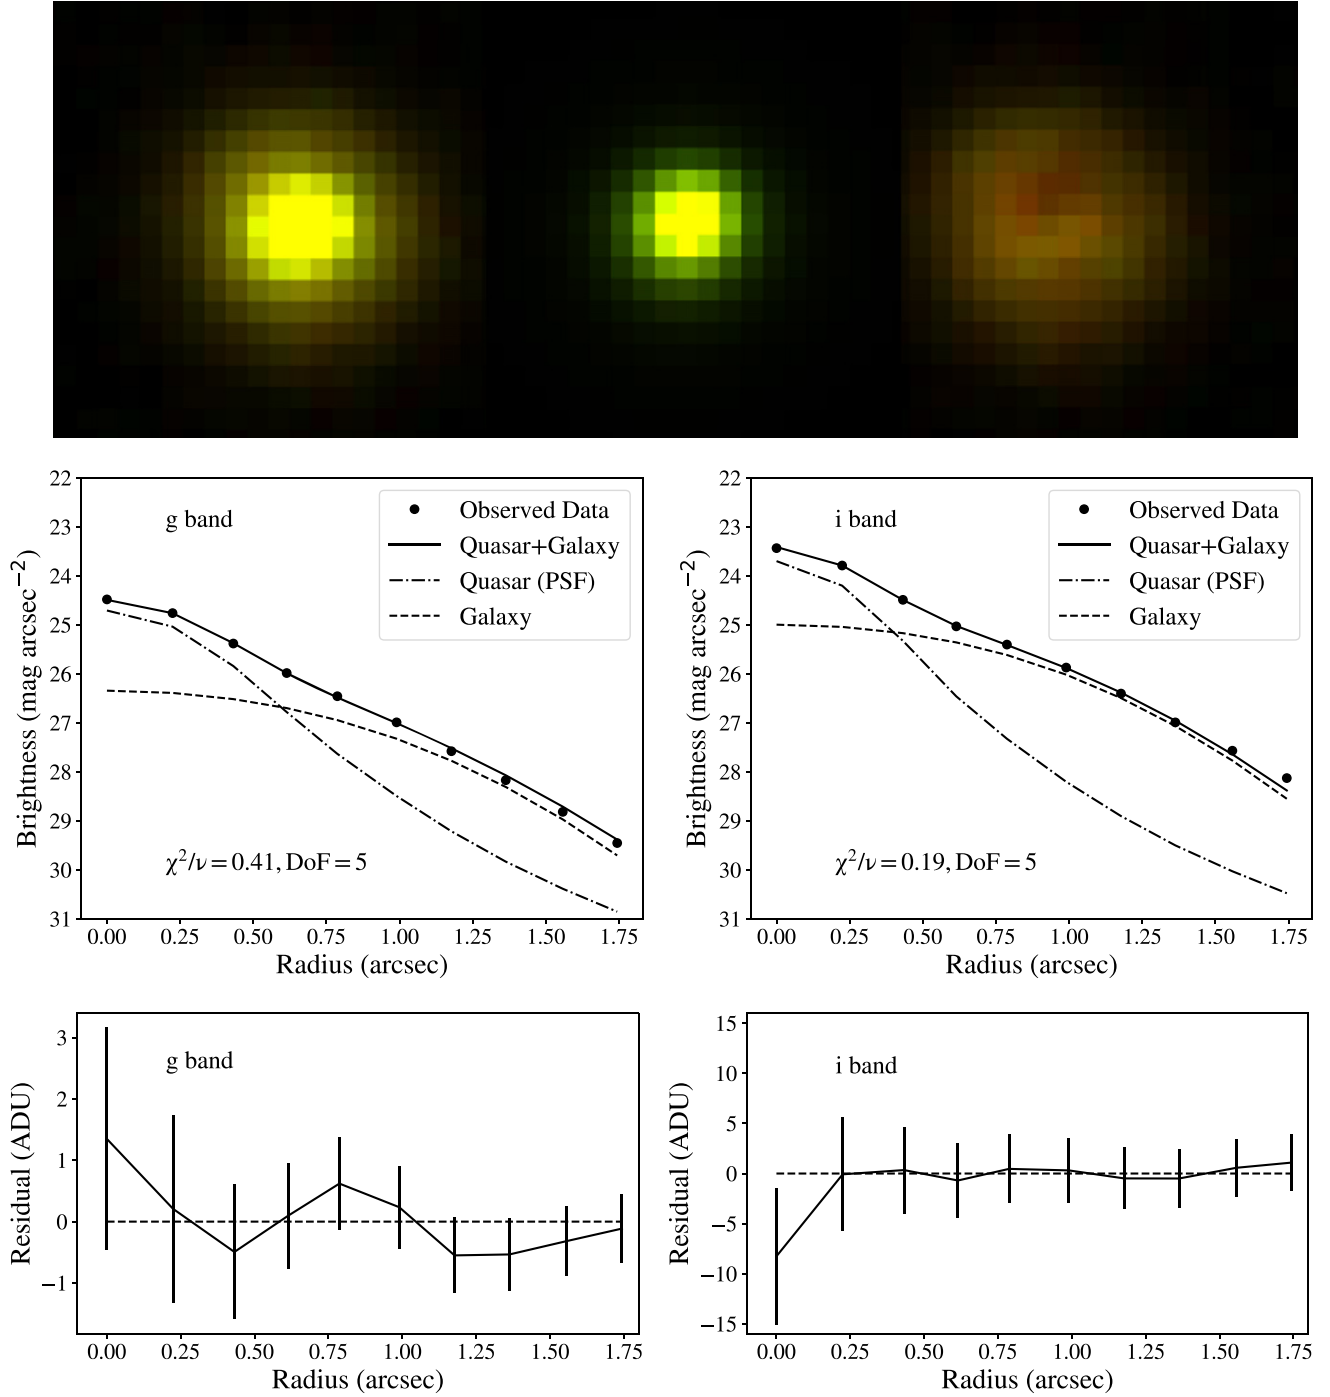 22
23
24
25
26
27
28
29
30
31
Brightness (mag arcsec−2)
g band
Observed Data
Quasar+Galaxy
Quasar (PSF)
Galaxy
χ2/ν = 0.41, DoF = 5
0.00 0.25 0.50 0.75 1.00 1.25 1.50 1.75
Radius (arcsec)
22
23
24
25
26
27
28
29
30
31
Brightness (mag arcsec−2)
i band
Observed Data
Quasar+Galaxy
Quasar (PSF)
Galaxy
χ2/ν = 0.19, DoF = 5
0.00 0.25 0.50 0.75 1.00 1.25 1.50 1.75
Radius (arcsec)
3
2
1
0
−1
Residual (ADU)
g band
0.00 0.25 0.50 0.75 1.00 1.25 1.50 1.75
Radius (arcsec)
15
10
5
0
−5
−10
−15
Residual (ADU)
i band
0.00 0.25 0.50 0.75 1.00 1.25 1.50 1.75
Radius (arcsec)